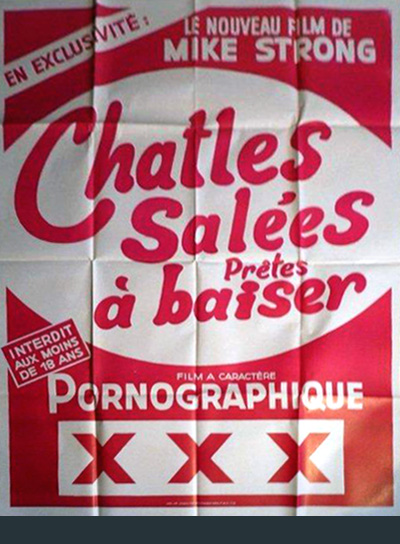 EN EXCLUSIVITÉ :
LE NOUVEAU FILM DE
MIKE STRONG
Chattes
Salées
Prêtes
à baiser
INTERDIT
AUX MOINS
DE 18 ANS
FILM A CARACTÈRE
PORNOGRAPHIQUE
XXX